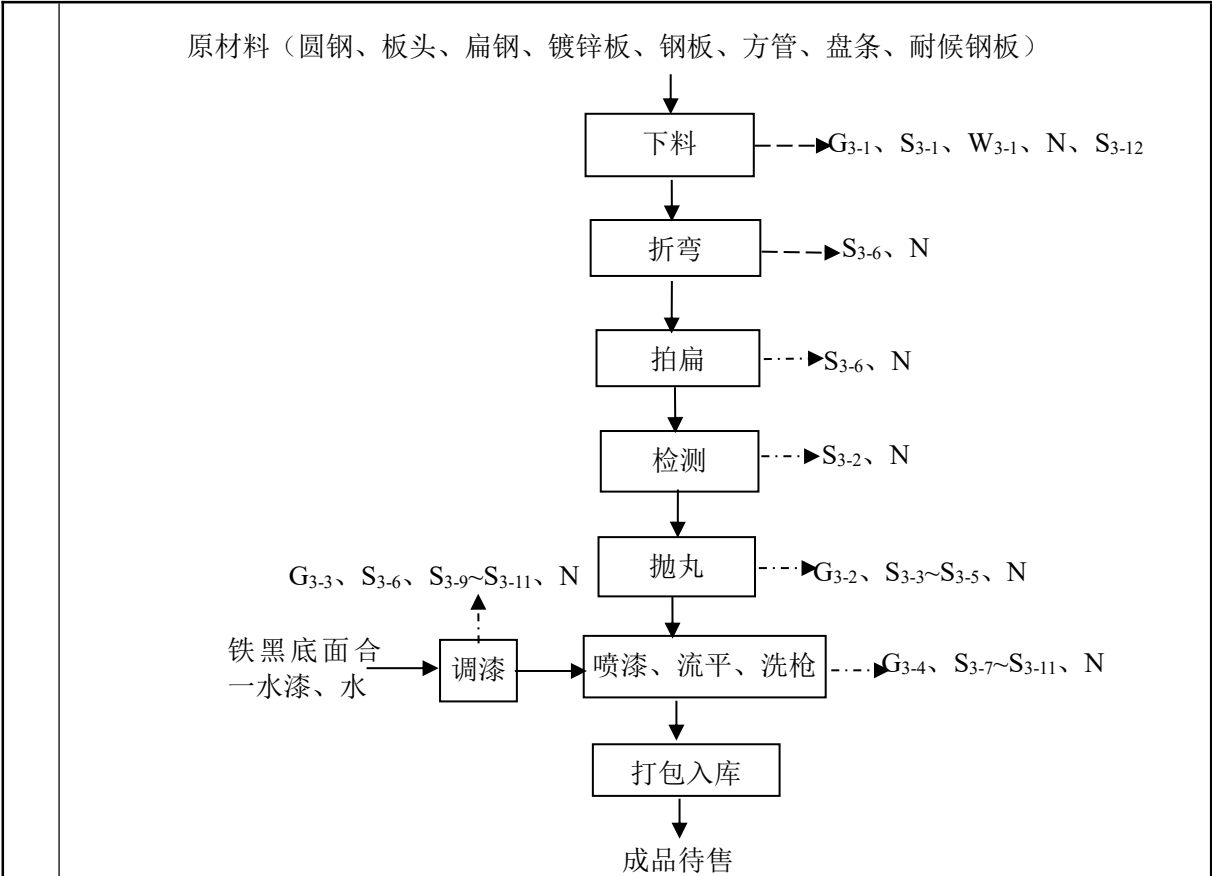 原材料（圆钢、板头、扁钢、镀锌板、钢板、方管、盘条、耐候钢板）
下料
G3-1、S3-1、W3-1、N、S3-12
折弯
S3-6、N
拍扁
S3-6、N
检测
S3-2、N
抛丸
G3-2、S3-3~S3-5、N
G3-3、S3-6、S3-9~S3-11、N
铁黑底面合
一水漆、水
调漆
喷漆、流平、洗枪
G3-4、S3-7~S3-11、N
打包入库
成品待售